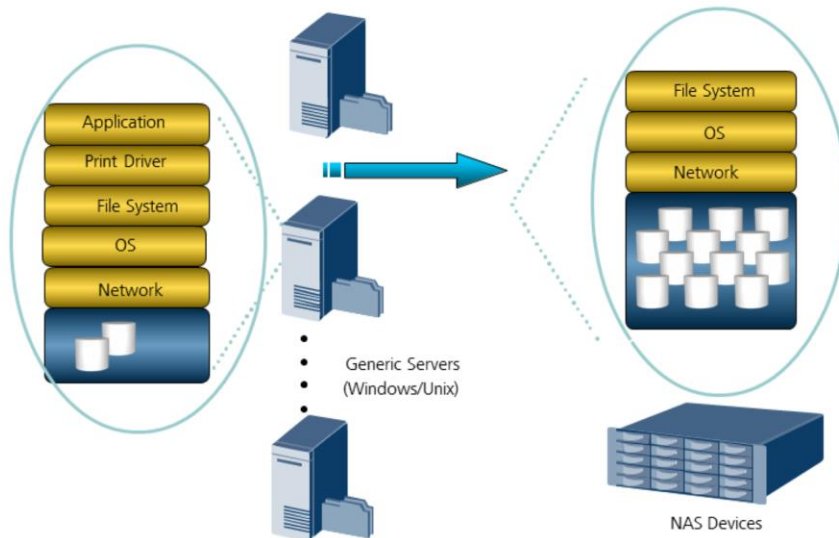 Application
Print Driver
File System
OS
Network
Generic Servers
(Windows/Unix)
File System
OS
Network
NAS Devices